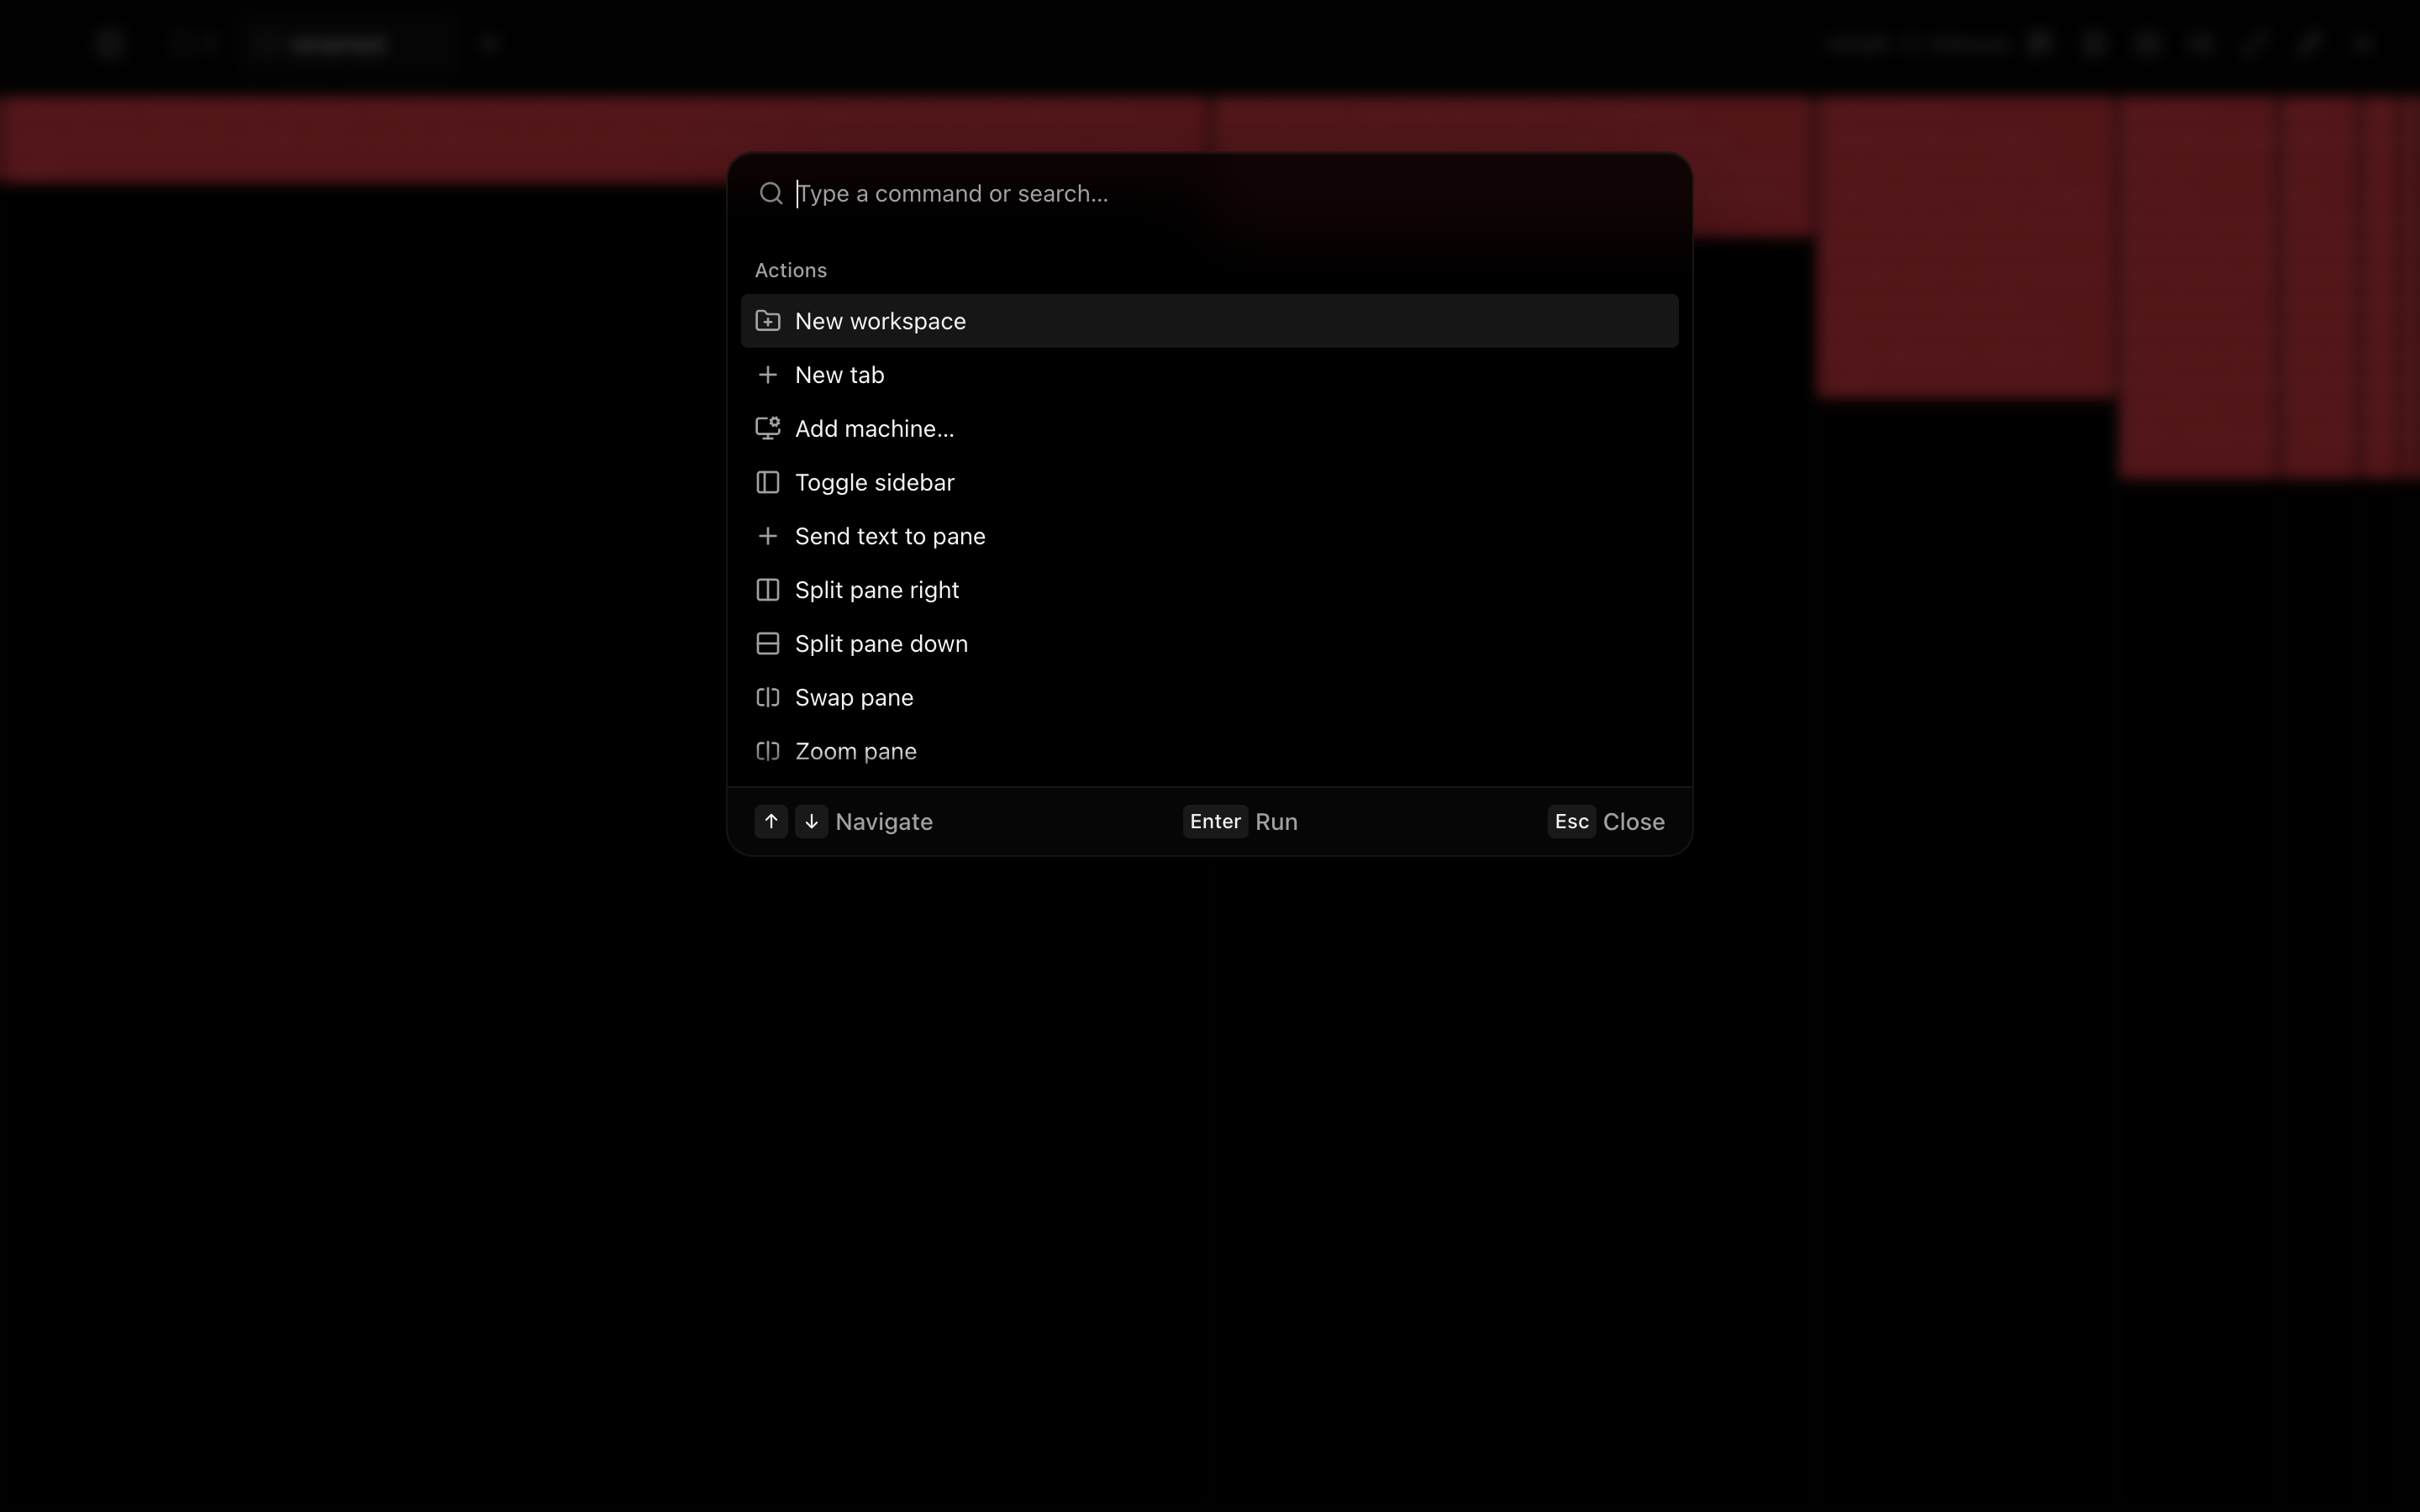 Type a command or search...
Actions
New workspace
New tab
Add machine...
Toggle sidebar
Send text to pane
Split pane right
Split pane down
Swap pane
Zoom pane
Navigate Enter Run Esc Close